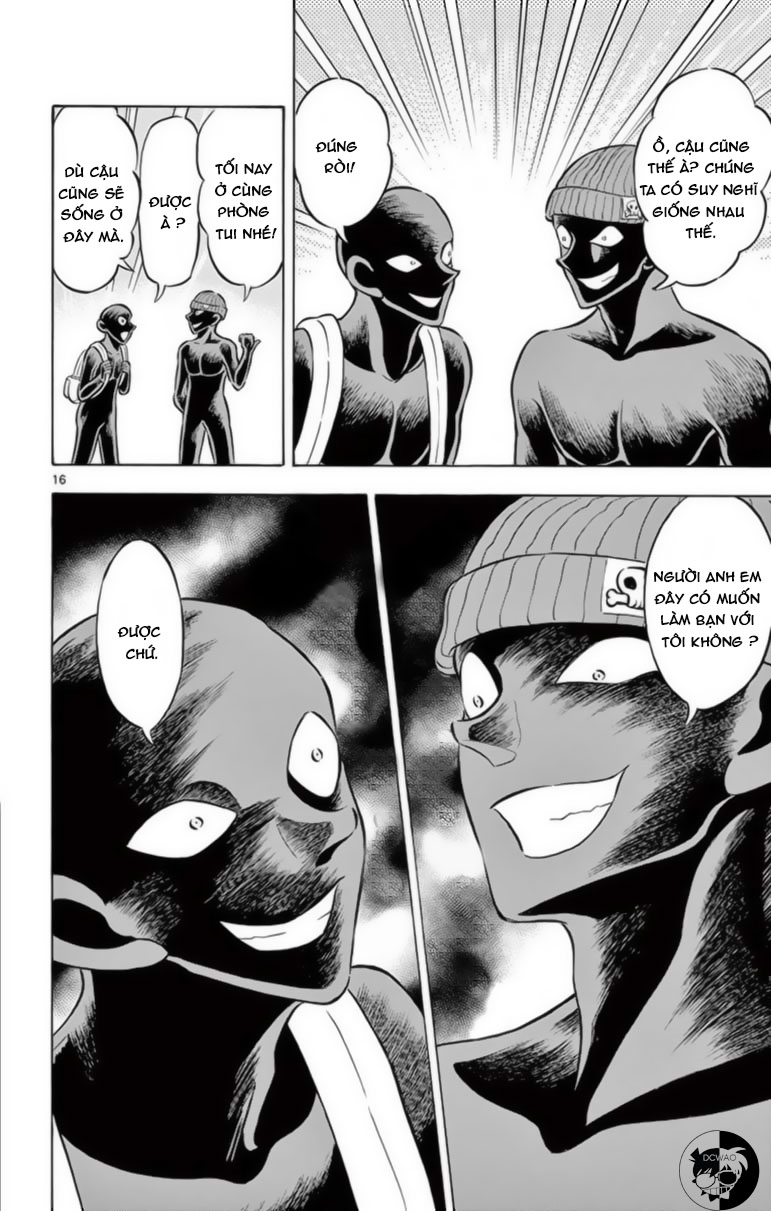 Ồ, CẬU CŨNG
THẾ À? CHÚNG
TA CÓ SUY NGHĨ
GIỐNG NHAU
THẾ.
ĐÚNG
RỒI!
TỐI NAY
Ở CÙNG
PHÒNG
TUI NHÉ!
ĐƯỢC
À ?
DÙ CẬU
CŨNG SẼ
SỐNG Ở
ĐÂY MÀ.
16
NGƯỜI ANH EM
ĐÂY CÓ MUỐN
LÀM BẠN VỚI
TÔI KHÔNG ?
ĐƯỢC
CHỨ.
DCWAO